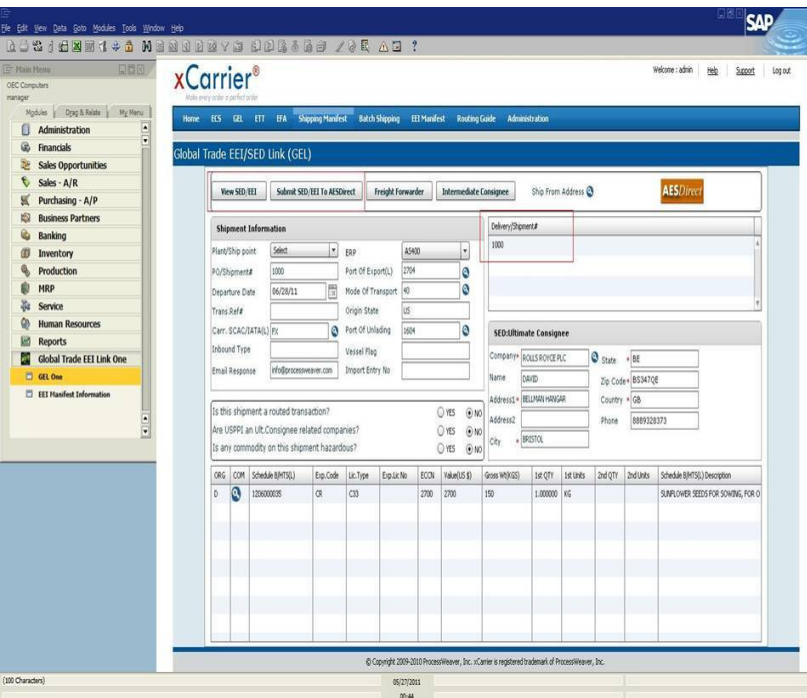 SAP
File Edit View Data Goto Modules Tools Window Help
Main Menu
OEC Computers
manager
Modules Drag & Relate My Menu
Administration
Financials
Sales Opportunities
Sales - A/R
Purchasing - A/P
Business Partners
Banking
Inventory
Production
MRP
Service
Human Resources
Reports
Global Trade EEI Link One
GEL One
EEI Manifest Information
xCarrier®
Make every order a perfect order
Welcome : admin Help Support Log out
Home ECS GEL ETT EFA Shipping Manifest Batch Shipping EEI Manifest Routing Guide Administration
Global Trade EEI/SED Link (GEL)
View SED/EEI Submit SED/EEI To AESDirect Freight Forwarder Intermediate Consignee Ship From Address AESDirect
Shipment Information
Plant/Ship point Select ERP A5400
PO/Shipment# 1000 Port Of Export(L) 2704
Departure Date 06/28/11 Mode Of Transport 40
Trans.Ref# Origin State US
Carr. SCAC/IATA(L) FX Port Of Unlading 1604
Inbound Type Vessel Flag
Email Response info@processweaver.com Import Entry No
Delivery/Shipment#
1000
SED:Ultimate Consignee
Company* ROLLS ROYCE PLC State * BE
Name DAVID Zip Code* BS347QE
Address1* BELLMAN HANGAR Country * GB
Address2 Phone 8889328373
City * BRISTOL
Is this shipment a routed transaction? YES NO
Are USPPI an Ult.Consignee related companies? YES NO
Is any commodity on this shipment hazardous? YES NO
ORG COM Schedule B/HTS(L) Exp.Code Lic.Type Exp.Lic No ECCN Value(US $) Gross Wt(KGS) 1st QTY 1st Units 2nd QTY 2nd Units Schedule B/HTS(L) Description
D 1206000035 CR C33 2700 2700 150 1.000000 KG SUNFLOWER SEEDS FOR SOWING, FOR O
© Copyright 2009-2010 ProcessWeaver, Inc. xCarrier is registered trademark of ProcessWeaver, Inc.
(100 Characters) 05/27/2011
00:44